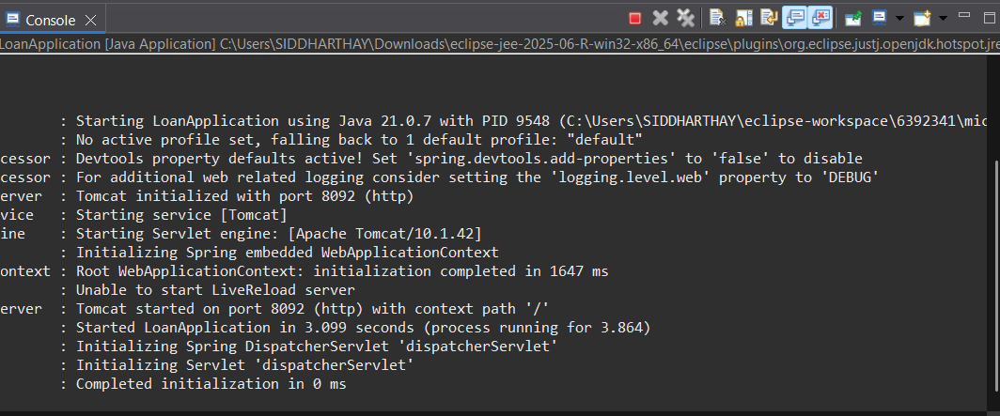 Console
LoanApplication [Java Application] C:\Users\SIDDHARTHAY\Downloads\eclipse-jee-2025-06-R-win32-x86_64\eclipse\plugins\org.eclipse.justj.openjdk.hotspot.jre
: Starting LoanApplication using Java 21.0.7 with PID 9548 (C:\Users\SIDDHARTHAY\eclipse-workspace\6392341\mic
: No active profile set, falling back to 1 default profile: "default"
cessor : Devtools property defaults active! Set 'spring.devtools.add-properties' to 'false' to disable
cessor : For additional web related logging consider setting the 'logging.level.web' property to 'DEBUG'
erver : Tomcat initialized with port 8092 (http)
vice : Starting service [Tomcat]
ine : Starting Servlet engine: [Apache Tomcat/10.1.42]
: Initializing Spring embedded WebApplicationContext
ontext : Root WebApplicationContext: initialization completed in 1647 ms
: Unable to start LiveReload server
erver : Tomcat started on port 8092 (http) with context path '/'
: Started LoanApplication in 3.099 seconds (process running for 3.864)
: Initializing Spring DispatcherServlet 'dispatcherServlet'
: Initializing Servlet 'dispatcherServlet'
: Completed initialization in 0 ms